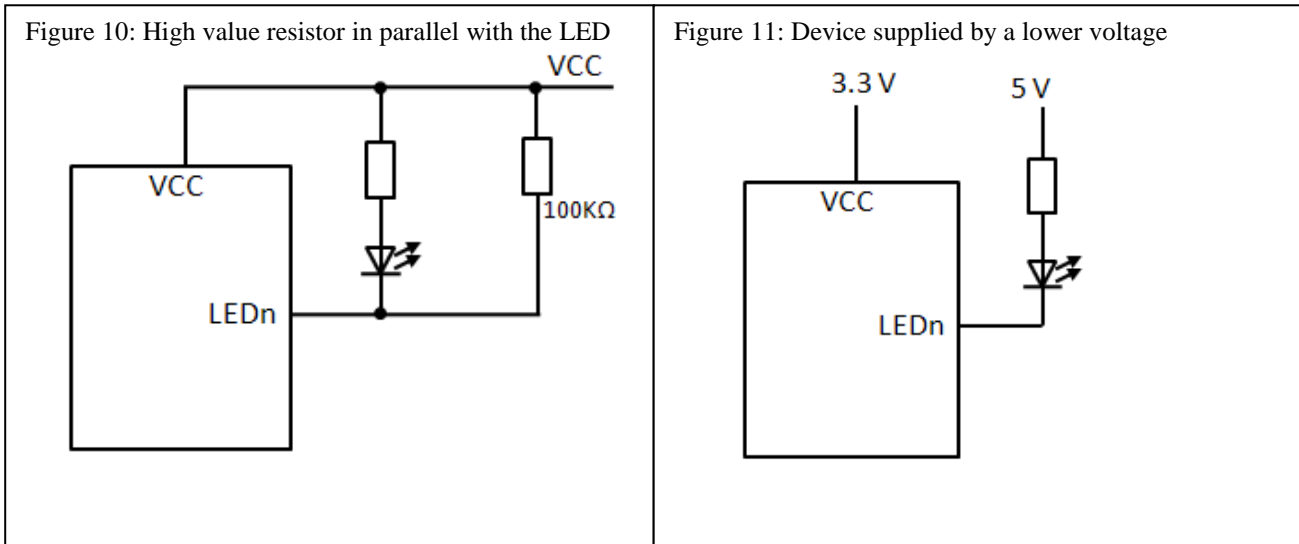 Figure 10: High value resistor in parallel with the LED
VCC
VCC
100KΩ
LEDn
Figure 11: Device supplied by a lower voltage
3.3 V
5 V
VCC
LEDn